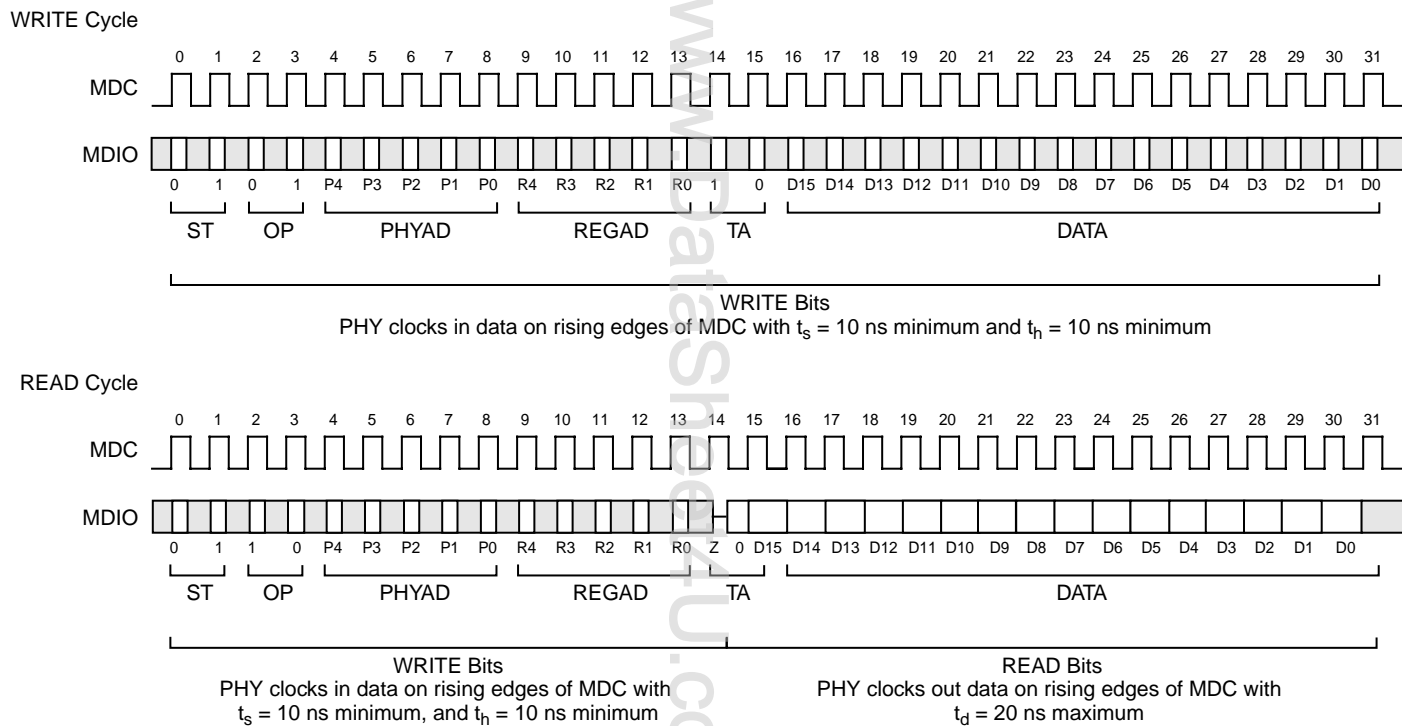 WRITE Cycle
0 1 2 3 4 5 6 7 8 9 10 11 12 13 14 15 16 17 18 19 20 21 22 23 24 25 26 27 28 29 30 31
MDC
MDIO
0 1 0 1 P4 P3 P2 P1 P0 R4 R3 R2 R1 R0 1 0 D15 D14 D13 D12 D11 D10 D9 D8 D7 D6 D5 D4 D3 D2 D1 D0
ST OP PHYAD REGAD TA DATA
WRITE Bits
PHY clocks in data on rising edges of MDC with ts = 10 ns minimum and th = 10 ns minimum
READ Cycle
0 1 2 3 4 5 6 7 8 9 10 11 12 13 14 15 16 17 18 19 20 21 22 23 24 25 26 27 28 29 30 31
MDC
MDIO
0 1 1 0 P4 P3 P2 P1 P0 R4 R3 R2 R1 R0 Z 0 D15 D14 D13 D12 D11 D10 D9 D8 D7 D6 D5 D4 D3 D2 D1 D0
ST OP PHYAD REGAD TA DATA
WRITE Bits
PHY clocks in data on rising edges of MDC with
ts = 10 ns minimum, and th = 10 ns minimum
READ Bits
PHY clocks out data on rising edges of MDC with
td = 20 ns maximum
www.DataSheet4U.co